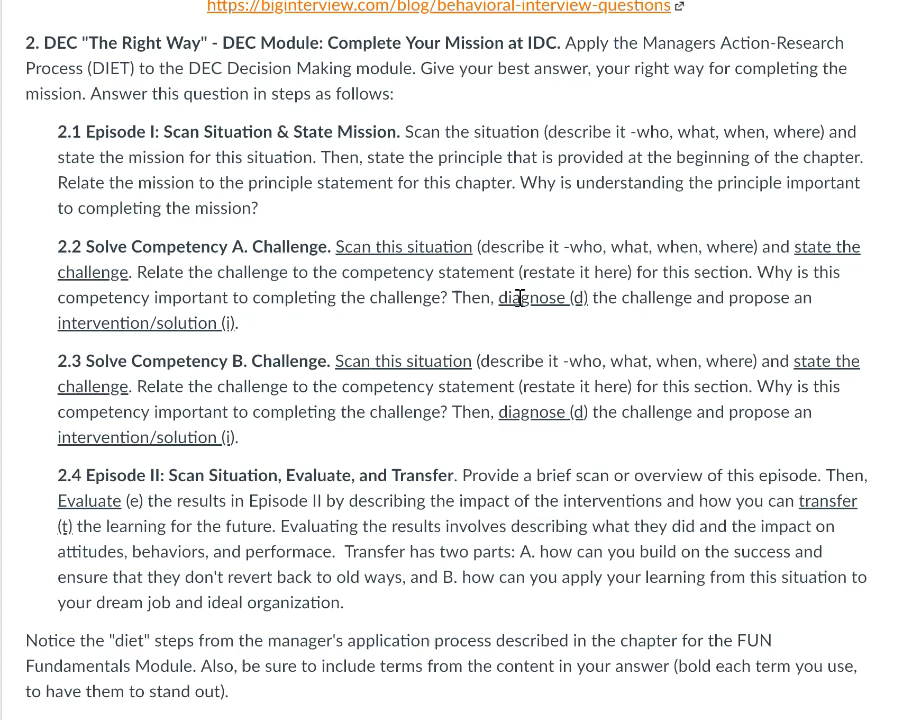 https://biginterview.com/blog/behavioral-interview-questions
2. DEC "The Right Way" - DEC Module: Complete Your Mission at IDC. Apply the Managers Action-Research
Process (DIET) to the DEC Decision Making module. Give your best answer, your right way for completing the
mission. Answer this question in steps as follows:
2.1 Episode I: Scan Situation & State Mission. Scan the situation (describe it -who, what, when, where) and
state the mission for this situation. Then, state the principle that is provided at the beginning of the chapter.
Relate the mission to the principle statement for this chapter. Why is understanding the principle important
to completing the mission?
2.2 Solve Competency A. Challenge. Scan this situation (describe it -who, what, when, where) and state the
challenge. Relate the challenge to the competency statement (restate it here) for this section. Why is this
competency important to completing the challenge? Then, diagnose (d) the challenge and propose an
intervention/solution (i).
2.3 Solve Competency B. Challenge. Scan this situation (describe it -who, what, when, where) and state the
challenge. Relate the challenge to the competency statement (restate it here) for this section. Why is this
competency important to completing the challenge? Then, diagnose (d) the challenge and propose an
intervention/solution (i).
2.4 Episode II: Scan Situation, Evaluate, and Transfer. Provide a brief scan or overview of this episode. Then,
Evaluate (e) the results in Episode II by describing the impact of the interventions and how you can transfer
(t) the learning for the future. Evaluating the results involves describing what they did and the impact on
attitudes, behaviors, and performace. Transfer has two parts: A. how can you build on the success and
ensure that they don't revert back to old ways, and B. how can you apply your learning from this situation to
your dream job and ideal organization.
Notice the "diet" steps from the manager's application process described in the chapter for the FUN
Fundamentals Module. Also, be sure to include terms from the content in your answer (bold each term you use,
to have them to stand out).